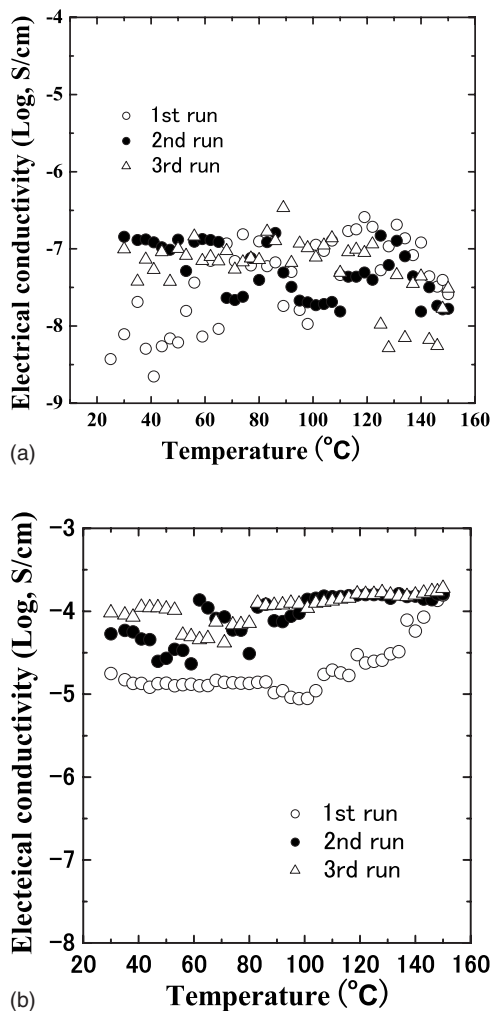 -4
-5
-6
-7
-8
-9
Electrical conductivity (Log, S/cm)
1st run
2nd run
3rd run
20 40 60 80 100 120 140 160
Temperature (°C)
(a)
-3
-4
-5
-6
-7
-8
Electeical conductivity (Log, S/cm)
1st run
2nd run
3rd run
20 40 60 80 100 120 140 160
Temperature (°C)
(b)